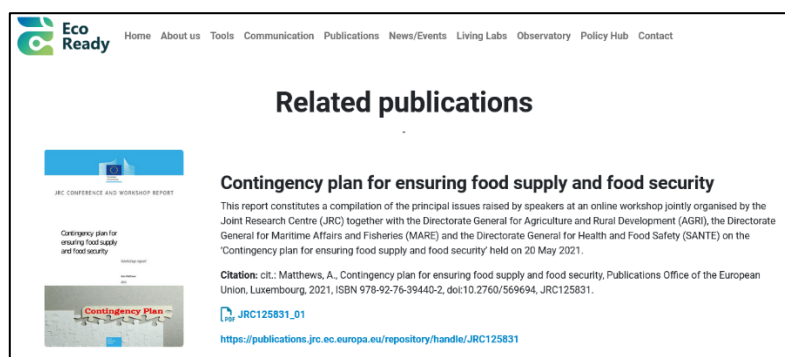 Eco
Ready
Home About us Tools Communication Publications News/Events Living Labs Observatory Policy Hub Contact
Related publications
-
JRC CONFERENCE AND WORKSHOP REPORT
Contingency plan for
ensuring food supply
and food security
Workshop report
2021
Contingency Plan
Contingency plan for ensuring food supply and food security
This report constitutes a compilation of the principal issues raised by speakers at an online workshop jointly organised by the
Joint Research Centre (JRC) together with the Directorate General for Agriculture and Rural Development (AGRI), the Directorate
General for Maritime Affairs and Fisheries (MARE) and the Directorate General for Health and Food Safety (SANTE) on the
'Contingency plan for ensuring food supply and food security' held on 20 May 2021.
Citation: cit.: Matthews, A., Contingency plan for ensuring food supply and food security, Publications Office of the European
Union, Luxembourg, 2021, ISBN 978-92-76-39440-2, doi:10.2760/569694, JRC125831.
PDF JRC125831_01
https://publications.jrc.ec.europa.eu/repository/handle/JRC125831